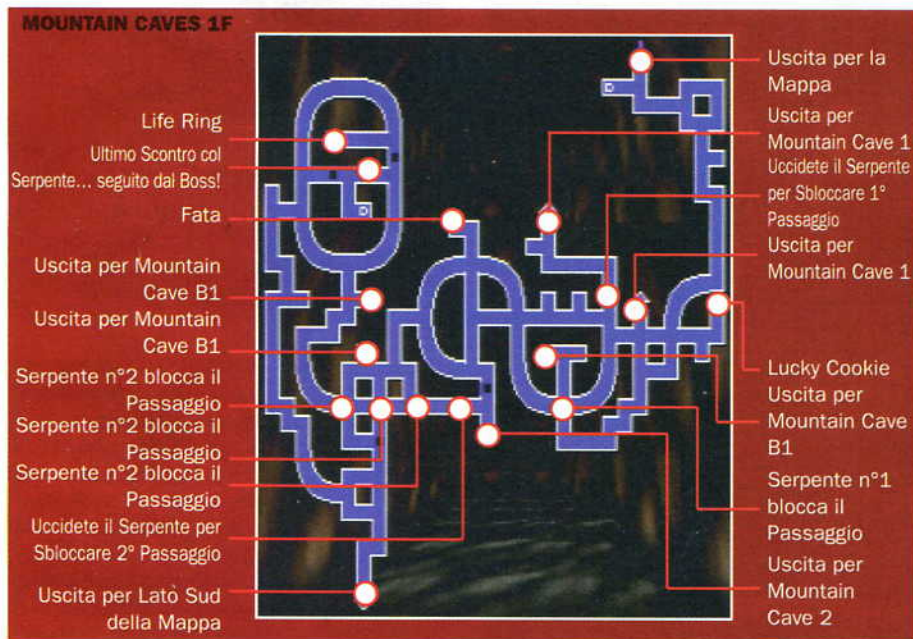 MOUNTAIN CAVES 1F
Life Ring
Ultimo Scontro col
Serpente... seguito dal Boss!
Fata
Uscita per Mountain
Cave B1
Uscita per Mountain
Cave B1
Serpente n°2 blocca il
Passaggio
Serpente n°2 blocca il
Passaggio
Serpente n°2 blocca il
Passaggio
Uccidete il Serpente per
Sbloccare 2° Passaggio
Uscita per Latò Sud
della Mappa
Uscita per la
Mappa
Uscita per
Mountain Cave 1
Uccidete il Serpente
per Sbloccare 1°
Passaggio
Uscita per
Mountain Cave 1
Lucky Cookie
Uscita per
Mountain Cave
B1
Serpente n°1
blocca il
Passaggio
Uscita per
Mountain
Cave 2